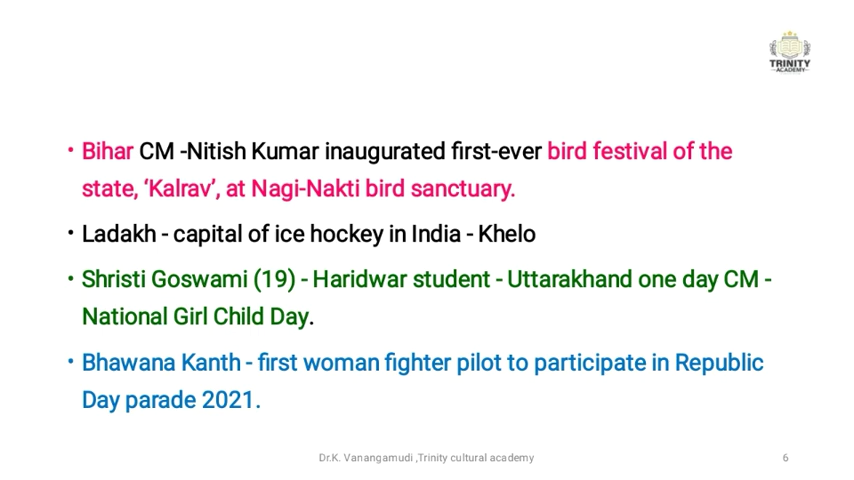 TRINITY
ACADEMY
• Bihar CM -Nitish Kumar inaugurated first-ever bird festival of the
state, ‘Kalrav’, at Nagi-Nakti bird sanctuary.
• Ladakh - capital of ice hockey in India - Khelo
• Shristi Goswami (19) - Haridwar student - Uttarakhand one day CM -
National Girl Child Day.
• Bhawana Kanth - first woman fighter pilot to participate in Republic
Day parade 2021.
Dr.K. Vanangamudi ,Trinity cultural academy
6